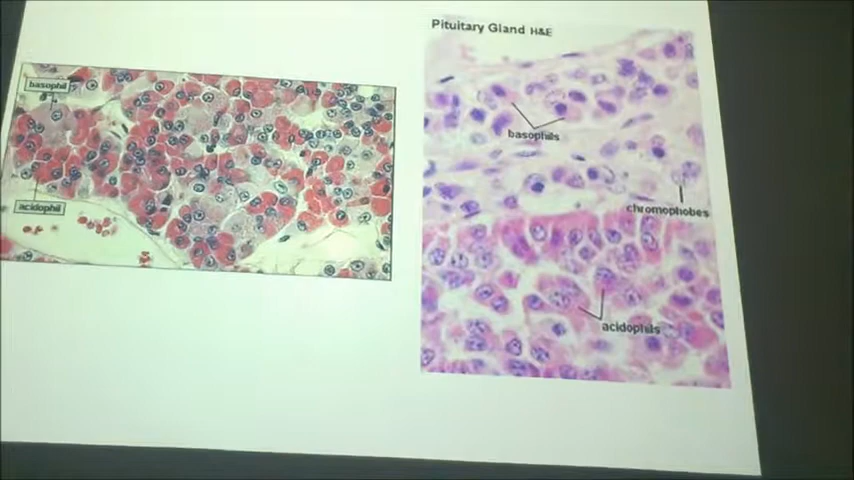 basophil
acidophil
Pituitary Gland H&E
basophils
chromophobes
acidophils